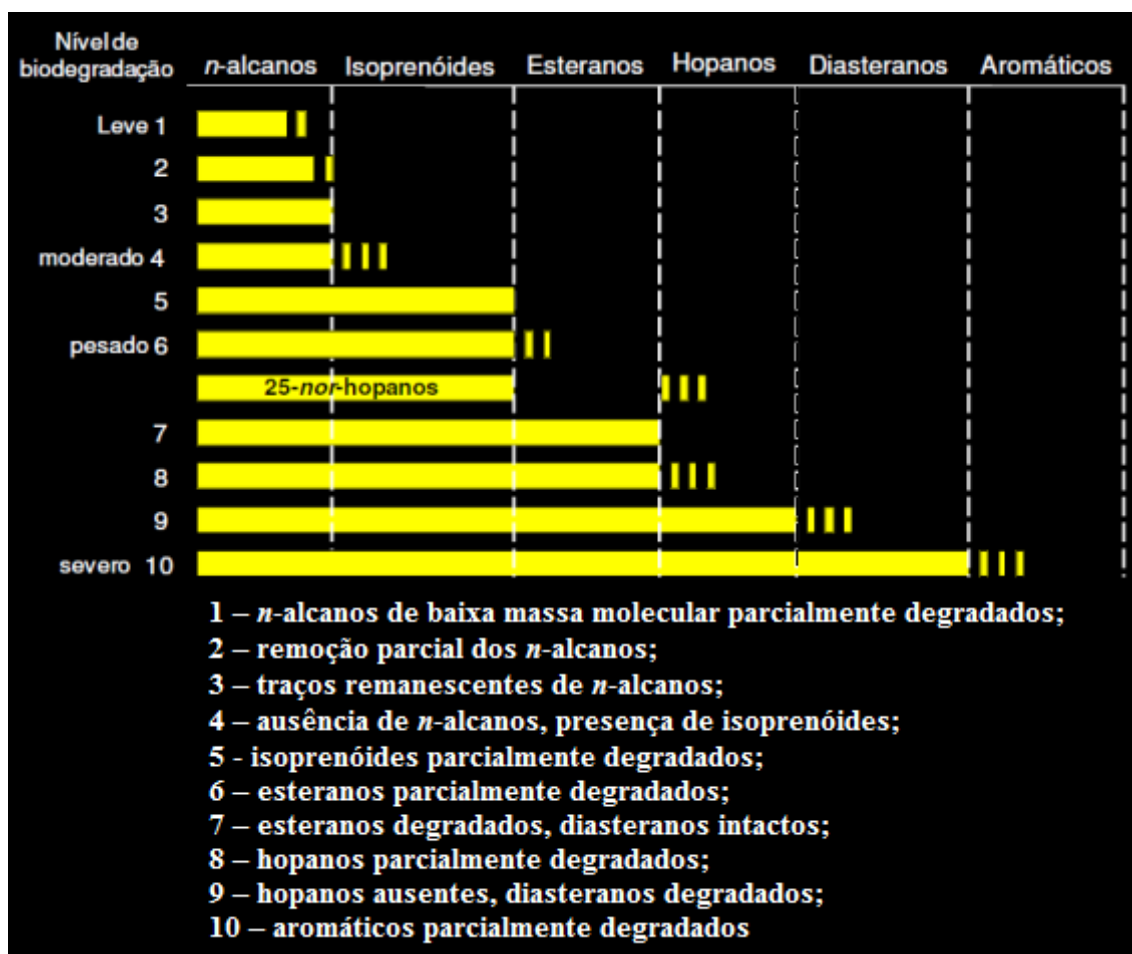 Nível de
biodegradação n-alcanos Isoprenóides Esteranos Hopanos Diasteranos Aromáticos
Leve 1
2
3
moderado 4
5
pesado 6
25-nor-hopanos
7
8
9
severo 10
1 – n-alcanos de baixa massa molecular parcialmente degradados;
2 – remoção parcial dos n-alcanos;
3 – traços remanescentes de n-alcanos;
4 – ausência de n-alcanos, presença de isoprenóides;
5 - isoprenóides parcialmente degradados;
6 – esteranos parcialmente degradados;
7 – esteranos degradados, diasteranos intactos;
8 – hopanos parcialmente degradados;
9 – hopanos ausentes, diasteranos degradados;
10 – aromáticos parcialmente degradados